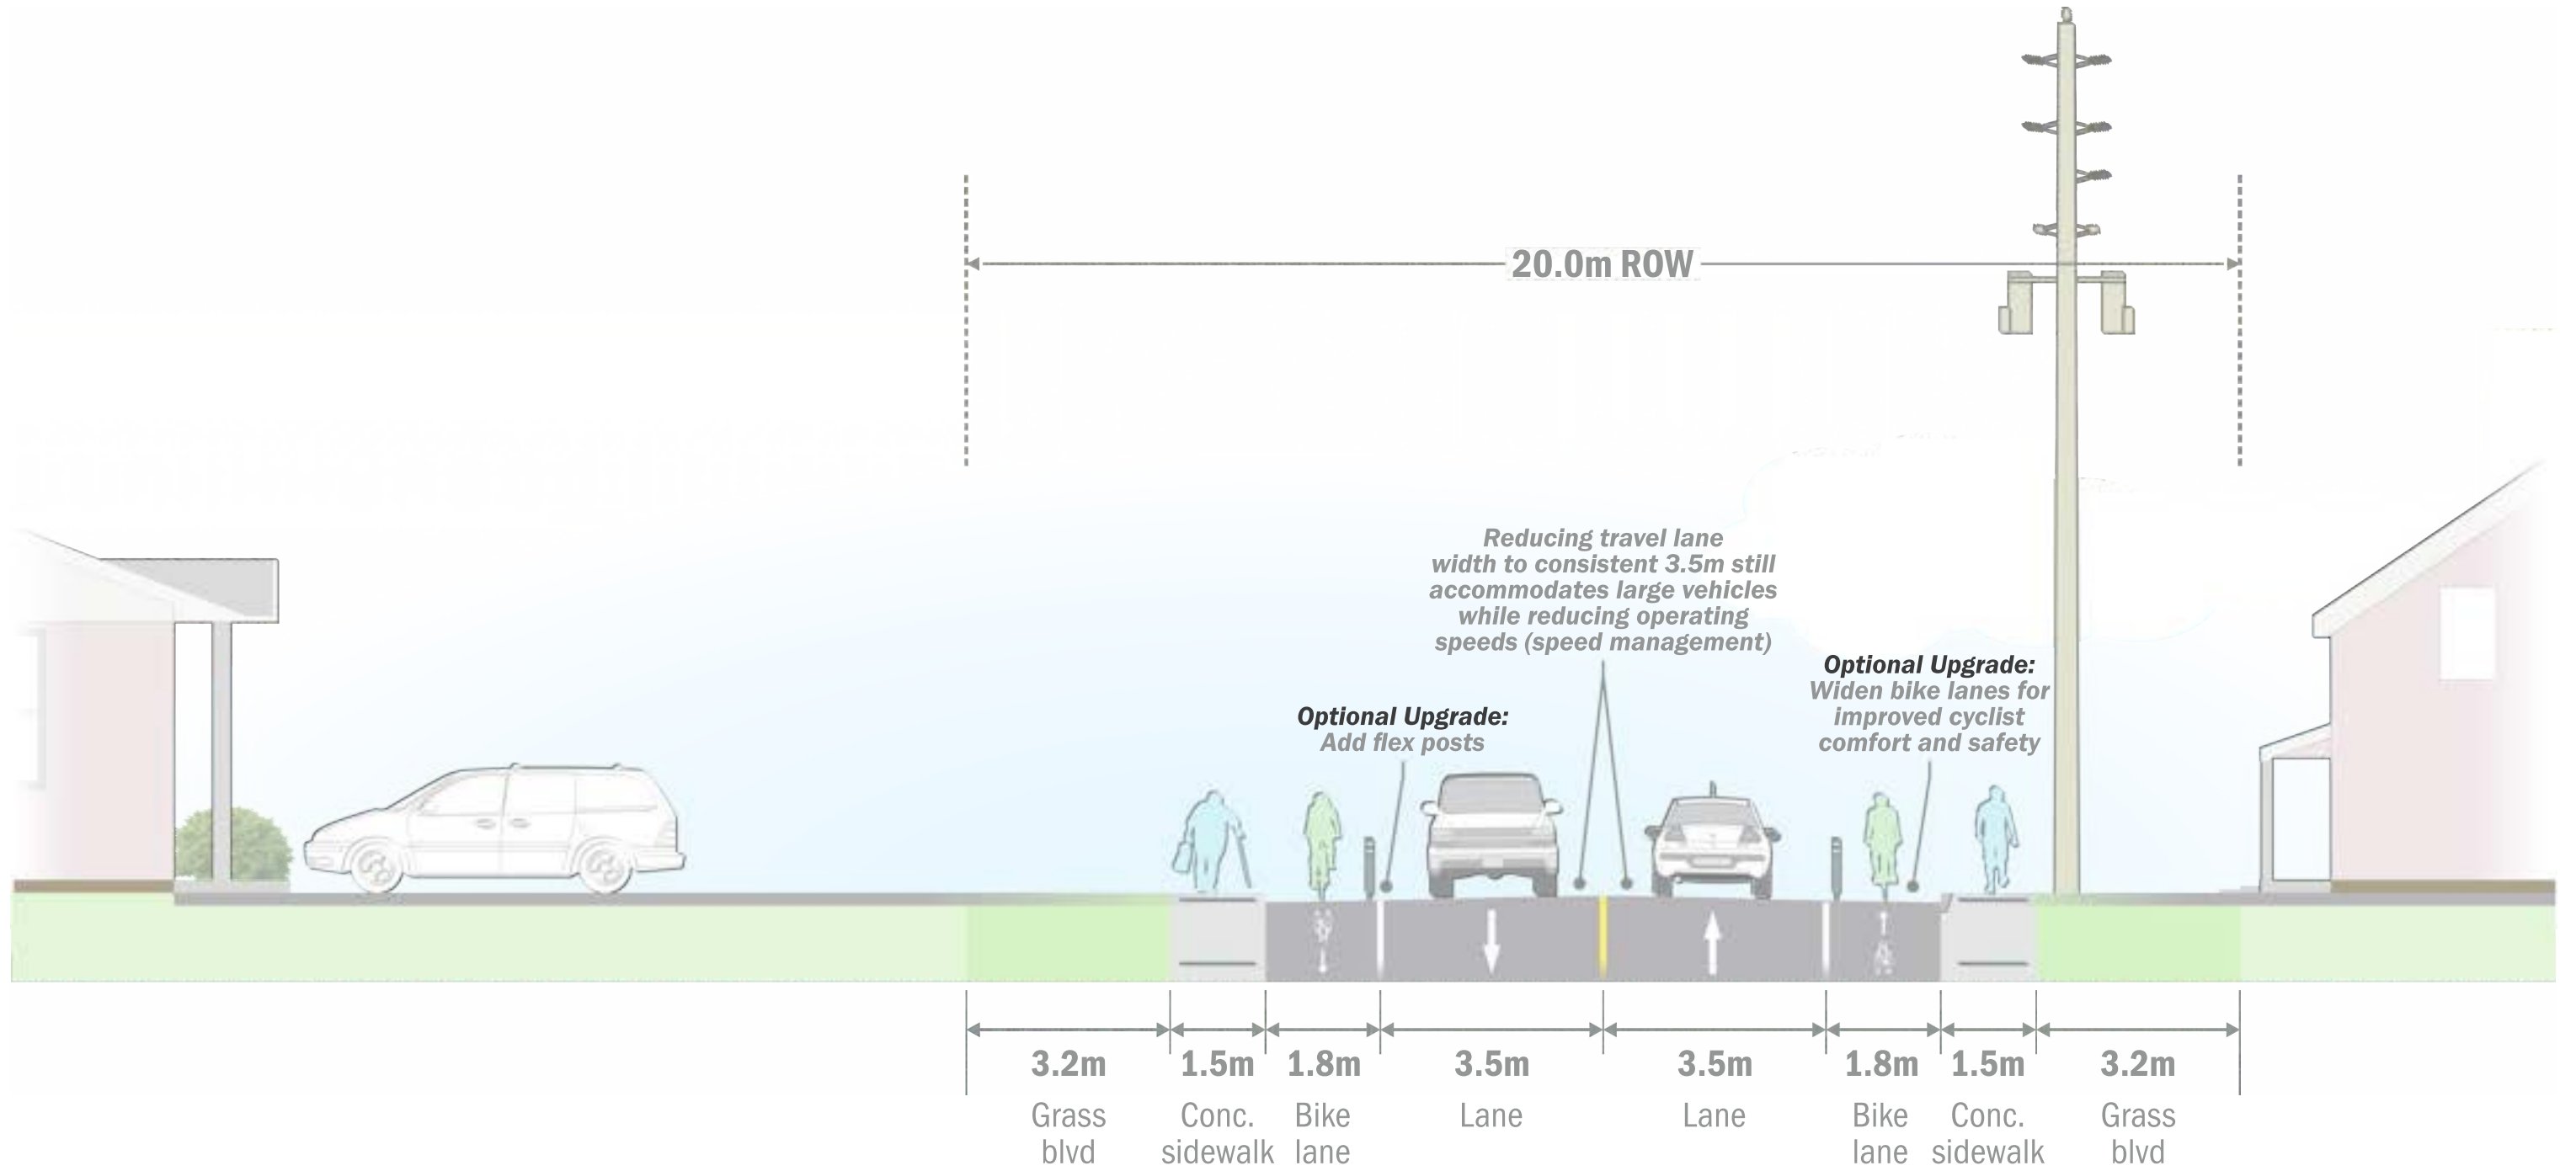 20.0m ROW
Reducing travel lane
width to consistent 3.5m still
accommodates large vehicles
while reducing operating
speeds (speed management)
Optional Upgrade:
Widen bike lanes for
improved cyclist
comfort and safety
Optional Upgrade:
Add flex posts
3.2m
Grass
blvd
1.5m
Conc.
sidewalk
1.8m
Bike
lane
3.5m
Lane
3.5m
Lane
1.8m
Bike
lane
1.5m
Conc.
sidewalk
3.2m
Grass
blvd